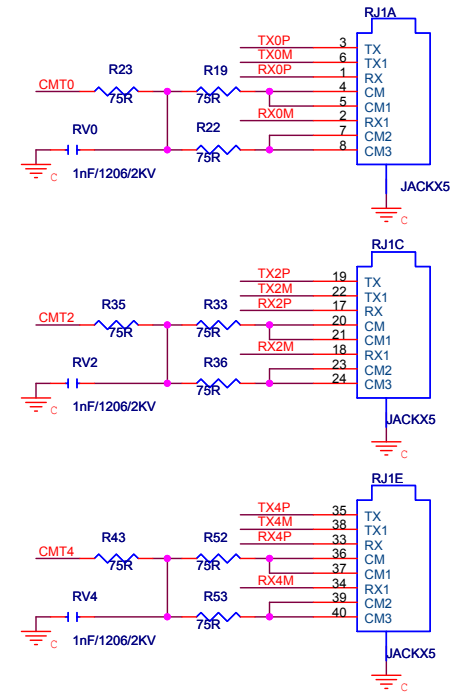 RJ1A
TX0P 3 TX
TX0M 6 TX1
RX0P 1 RX
CMT0 R23 75R R19 75R 4 CM
5 CM1
RX0M 2 RX1
R22 75R 7 CM2
8 CM3
RV0
1nF/1206/2KV
C
JACKX5
C
RJ1C
TX2P 19 TX
TX2M 22 TX1
RX2P 17 RX
CMT2 R35 75R R33 75R 20 CM
21 CM1
RX2M 18 RX1
R36 75R 23 CM2
24 CM3
RV2
1nF/1206/2KV
C
JACKX5
C
RJ1E
TX4P 35 TX
TX4M 38 TX1
RX4P 33 RX
CMT4 R43 75R R52 75R 36 CM
37 CM1
RX4M 34 RX1
R53 75R 39 CM2
40 CM3
RV4
1nF/1206/2KV
C
JACKX5
C